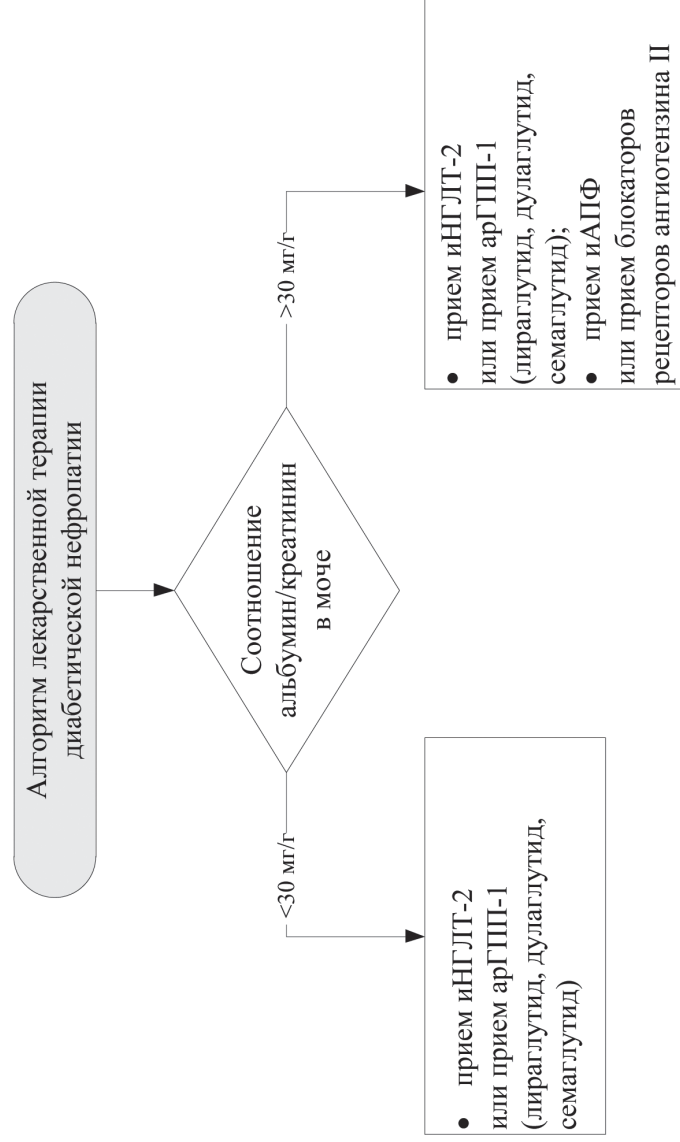 Алгоритм лекарственной терапии
диабетической нефропатии
Соотношение
альбумин/креатинин
в моче
<30 мг/г
>30 мг/г
• прием иНГЛТ-2
или прием арГПП-1
(лираглутид, дулаглутид,
семаглутид)
• прием иНГЛТ-2
или прием арГПП-1
(лираглутид, дулаглутид,
семаглутид);
• прием иАПФ
или прием блокаторов
рецепторов ангиотензина II